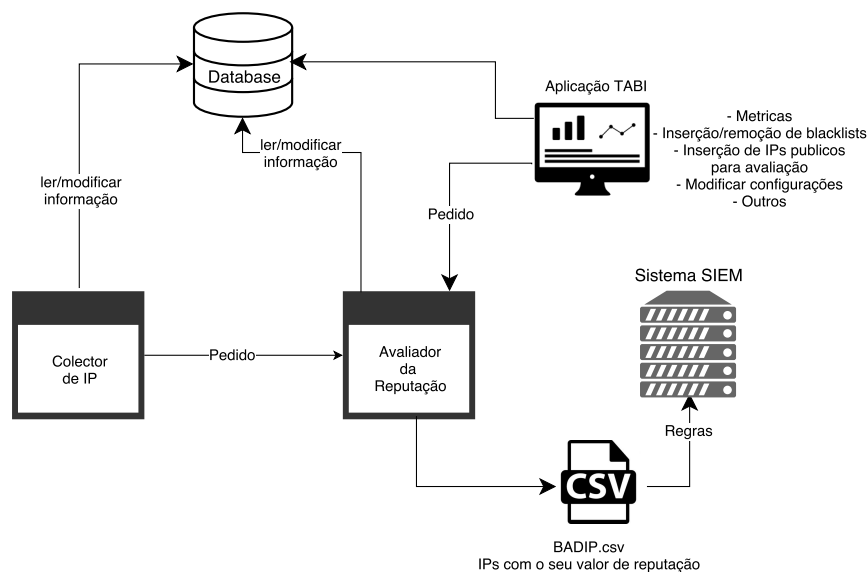 Database
Aplicação TABI
- Metricas
- Inserção/remoção de blacklists
- Inserção de IPs publicos
para avaliação
- Modificar configurações
- Outros
ler/modificar
informação
ler/modificar
informação
Pedido
Sistema SIEM
Colector
de IP
Pedido
Avaliador
da
Reputação
Regras
CSV
BADIP.csv
IPs com o seu valor de reputação